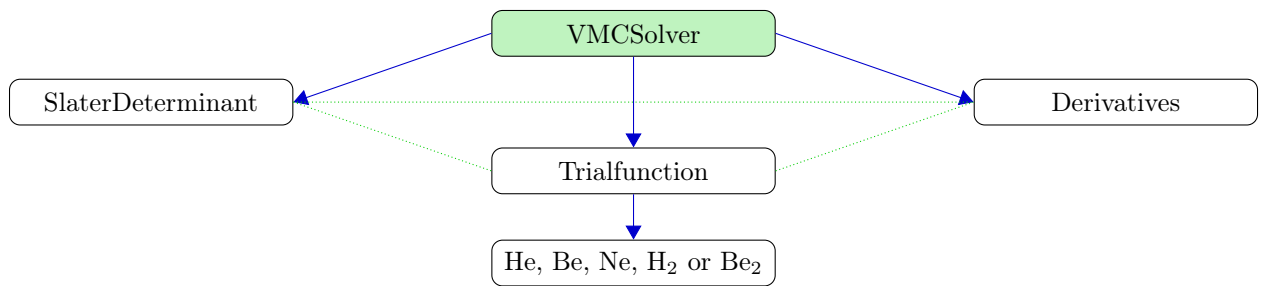 VMCSolver
SlaterDeterminant
Derivatives
Trialfunction
He, Be, Ne, H₂ or Be₂